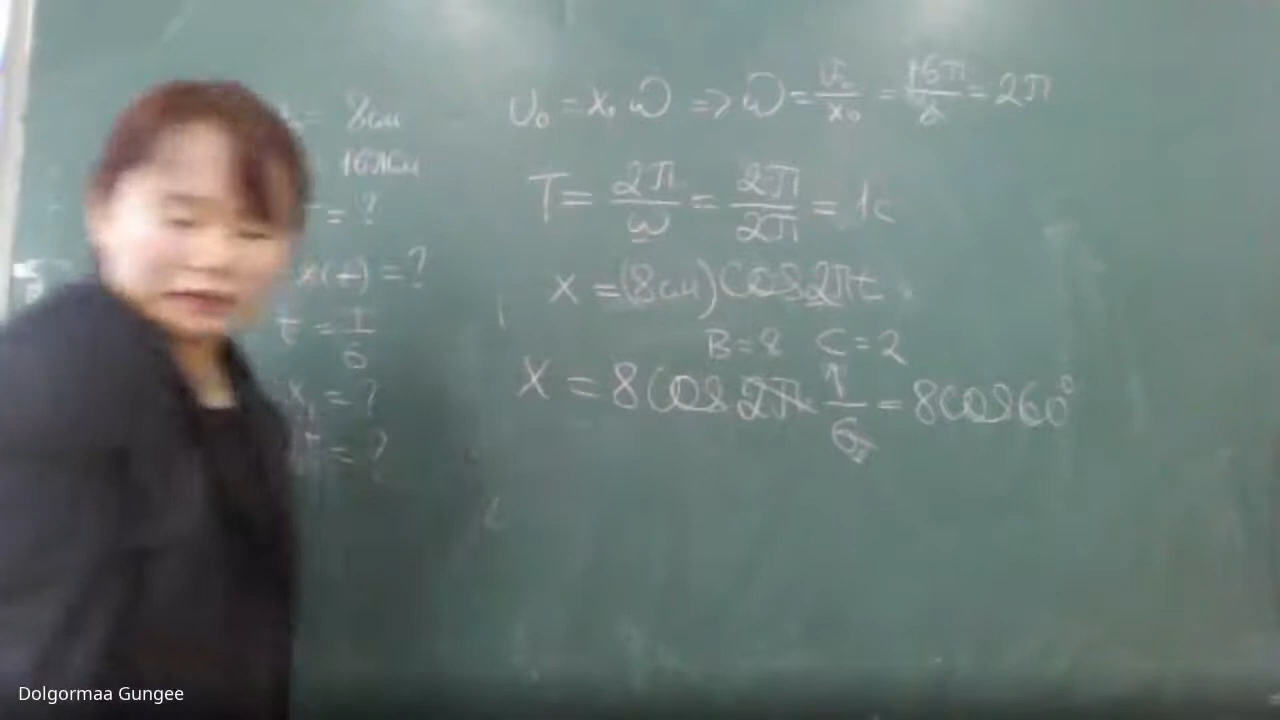 = 8см
16πсм
= ?
x(t) = ?
t = 1/6
x₁ = ?
= ?
υ₀ = x₀ ω => ω = υ₀/x₀ = 16π/8 = 2π
T = 2π/ω = 2π/2π = 1с
x = (8см) cos 2πt
B=8 C=2
X = 8 cos 2π 1/6 = 8 cos 60°
Dolgormaa Gungee